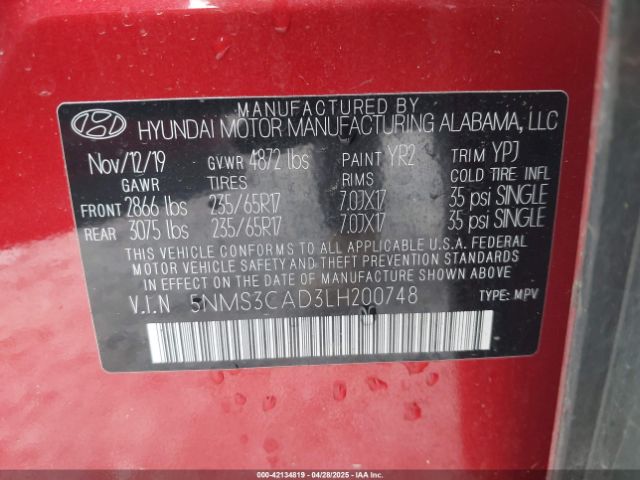 MANUFACTURED BY
HYUNDAI MOTOR MANUFACTURING ALABAMA, LLC
Nov/12/19 GVWR 4872 lbs PAINT YR2 TRIM YPJ
GAWR TIRES RIMS COLD TIRE INFL
FRONT 2866 lbs 235/65R17 7.0JX17 35 psi SINGLE
REAR 3075 lbs 235/65R17 7.0JX17 35 psi SINGLE
THIS VEHICLE CONFORMS TO ALL APPLICABLE U.S.A. FEDERAL
MOTOR VEHICLE SAFETY AND THEFT PREVENTION STANDARDS
IN EFFECT ON THE DATE OF MANUFACTURE SHOWN ABOVE
V.I.N 5NMS3CAD3LH200748 TYPE: MPV
000-42134819 04/28/2025 IAAI.COM